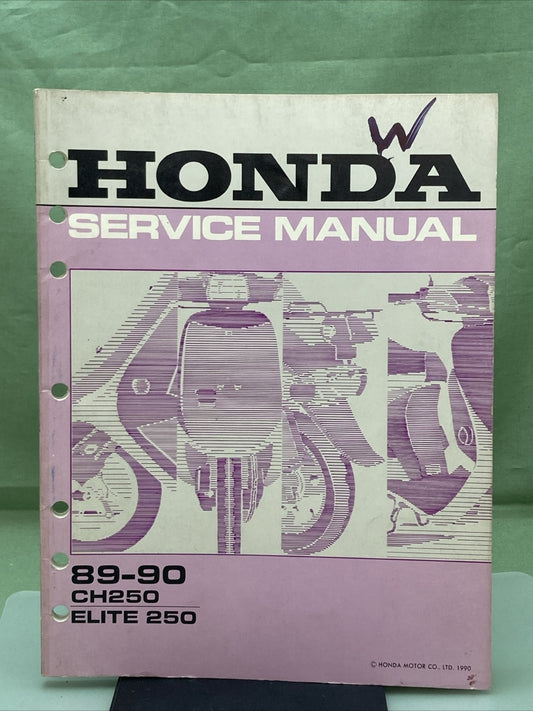 W
HONDA
SERVICE MANUAL
89-90
CH250
ELITE 250
© HONDA MOTOR CO., LTD. 1990